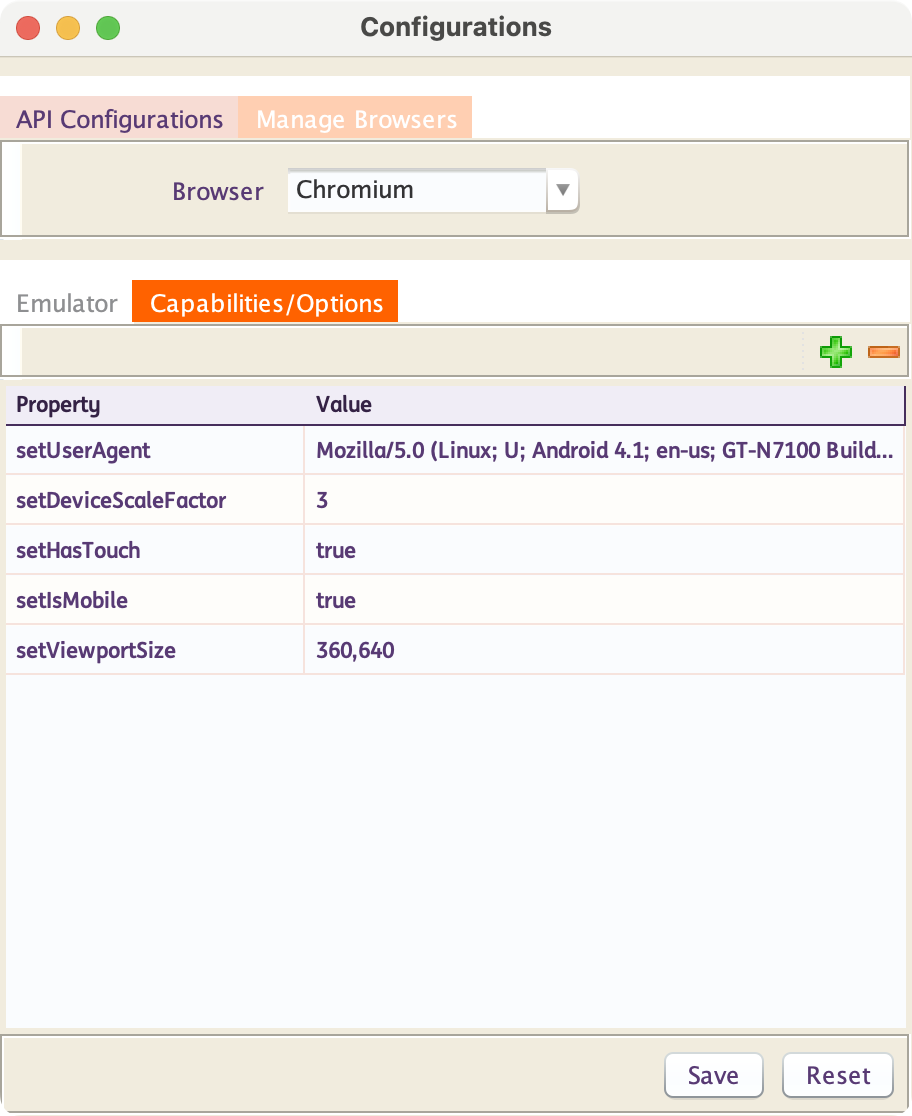 Configurations
API Configurations Manage Browsers
Browser Chromium
Emulator Capabilities/Options
Property Value
setUserAgent Mozilla/5.0 (Linux; U; Android 4.1; en-us; GT-N7100 Build...
setDeviceScaleFactor 3
setHasTouch true
setIsMobile true
setViewportSize 360,640
Save Reset